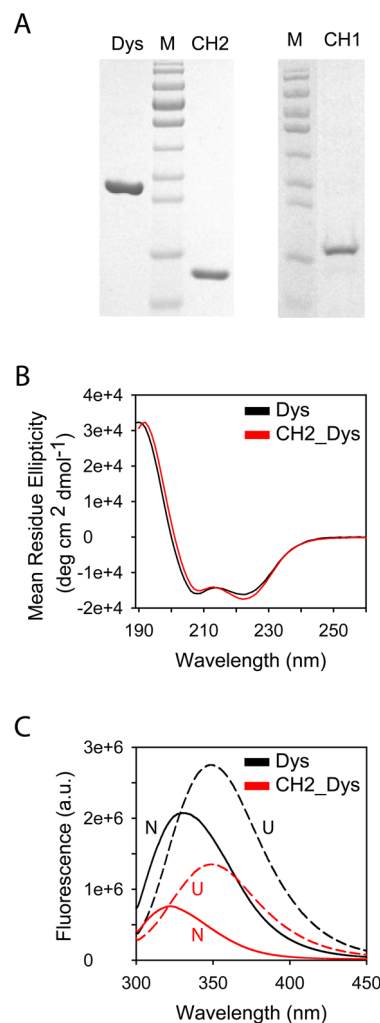 A
Dys M CH2
M CH1
B
4e+4
3e+4
2e+4
1e+4
0
-1e+4
-2e+4
Mean Residue Ellipticity
(deg cm 2 dmol-1)
Dys
CH2_Dys
190 210 230 250
Wavelength (nm)
C
3e+6
2e+6
1e+6
0
Fluorescence (a.u.)
Dys
CH2_Dys
N
U
U
N
300 350 400 450
Wavelength (nm)